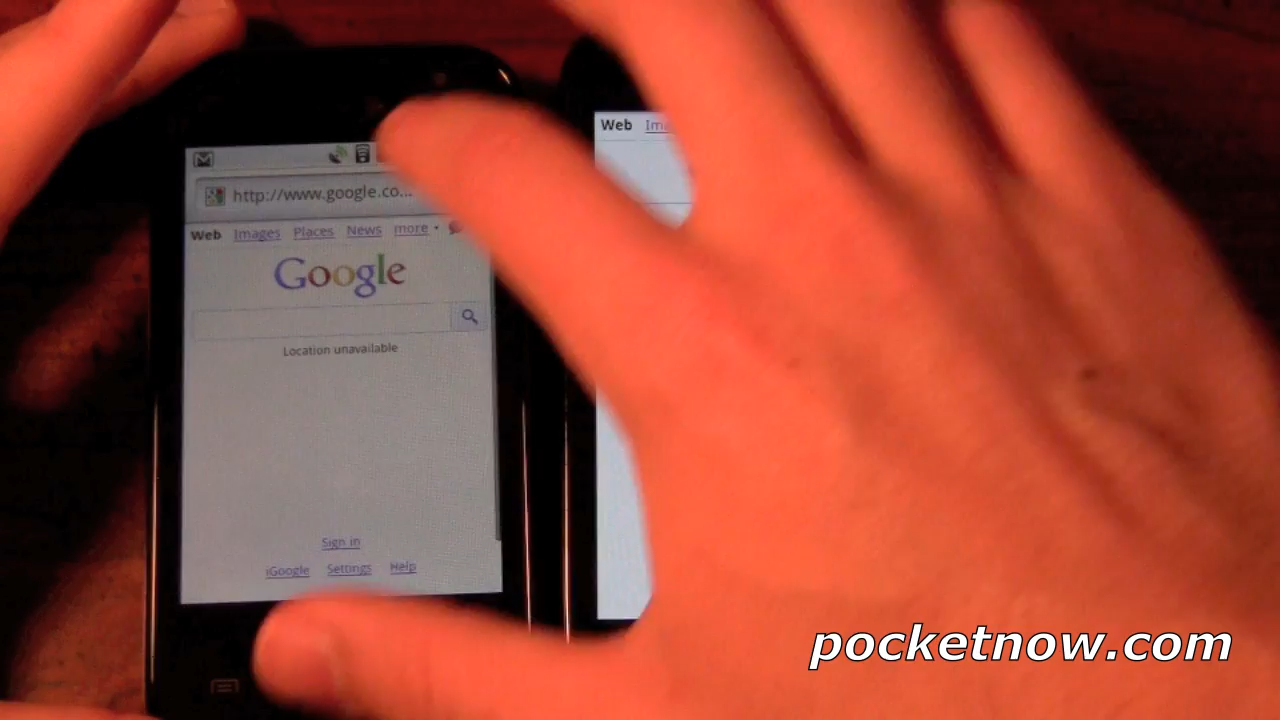 http://www.google.co...
Web Images Places News more
Google
Location unavailable
Sign in
iGoogle Settings Help
Web
pocketnow.com